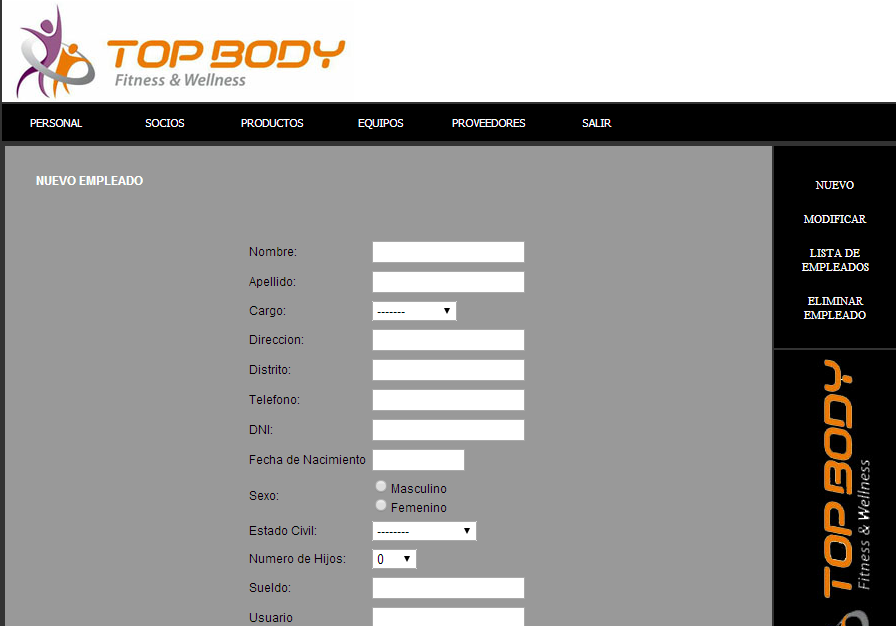 TOP BODY
Fitness & Wellness
PERSONAL SOCIOS PRODUCTOS EQUIPOS PROVEEDORES SALIR
NUEVO EMPLEADO
Nombre:
Apellido:
Cargo: -------
Direccion:
Distrito:
Telefono:
DNI:
Fecha de Nacimiento
Sexo:
Masculino
Femenino
Estado Civil: --------
Numero de Hijos: 0
Sueldo:
Usuario
NUEVO
MODIFICAR
LISTA DE
EMPLEADOS
ELIMINAR
EMPLEADO
TOP BODY
Fitness & Wellness